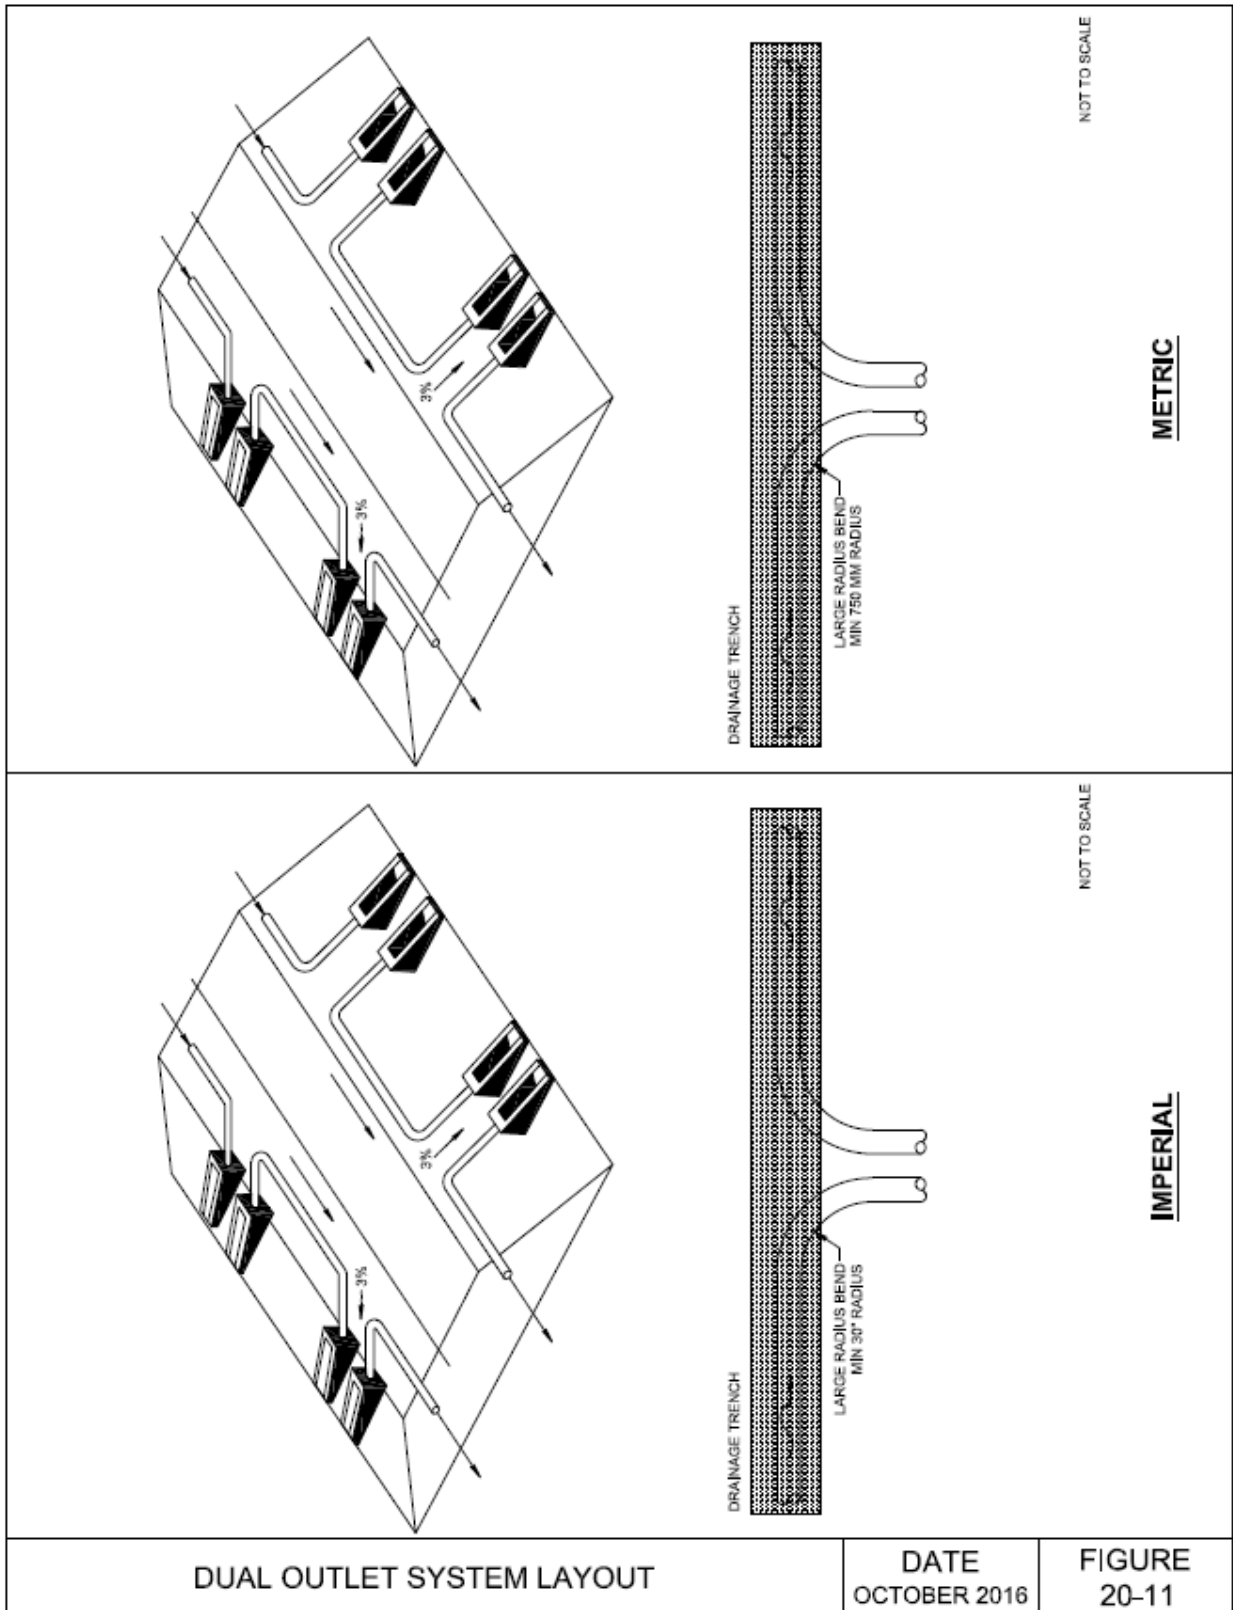 3%
3%
DRAINAGE TRENCH
LARGE RADIUS BEND
MIN 750 MM RADIUS
NOT TO SCALE
METRIC
3%
3%
DRAINAGE TRENCH
LARGE RADIUS BEND
MIN 30" RADIUS
NOT TO SCALE
IMPERIAL
DUAL OUTLET SYSTEM LAYOUT
DATE
OCTOBER 2016
FIGURE
20-11